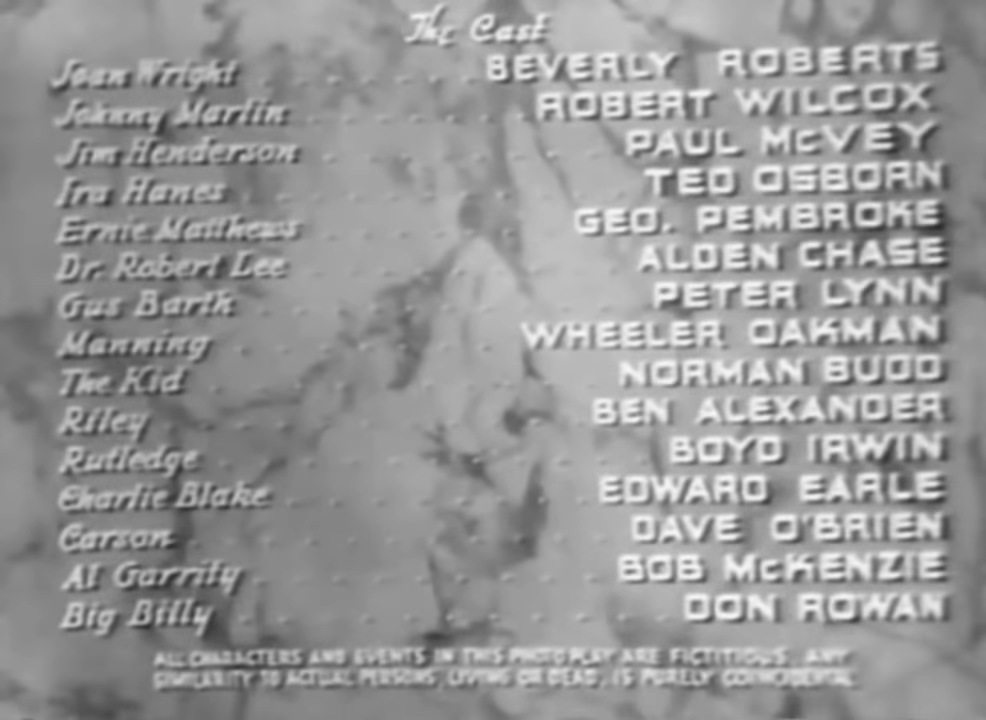 The Cast
Joan Wright . . . . . . BEVERLY ROBERTS
Johnny Martin . . . . . . ROBERT WILCOX
Jim Henderson . . . . . . . PAUL McVEY
Ira Hanes . . . . . . . . . TED OSBORN
Ernie Matthews . . . . . . GEO. PEMBROKE
Dr. Robert Lee . . . . . . . ALDEN CHASE
Gus Barth . . . . . . . . . PETER LYNN
Manning . . . . . . . WHEELER OAKMAN
The Kid . . . . . . . . . NORMAN BUDD
Riley . . . . . . . . . BEN ALEXANDER
Rutledge . . . . . . . . . BOYD IRWIN
Charlie Blake . . . . . . . EDWARD EARLE
Carson . . . . . . . . . DAVE O'BRIEN
Al Garrity . . . . . . . . BOB McKENZIE
Big Billy . . . . . . . . . DON ROWAN
ALL CHARACTERS AND EVENTS IN THIS PHOTOPLAY ARE FICTITIOUS. ANY
SIMILARITY TO ACTUAL PERSONS, LIVING OR DEAD, IS PURELY COINCIDENTAL